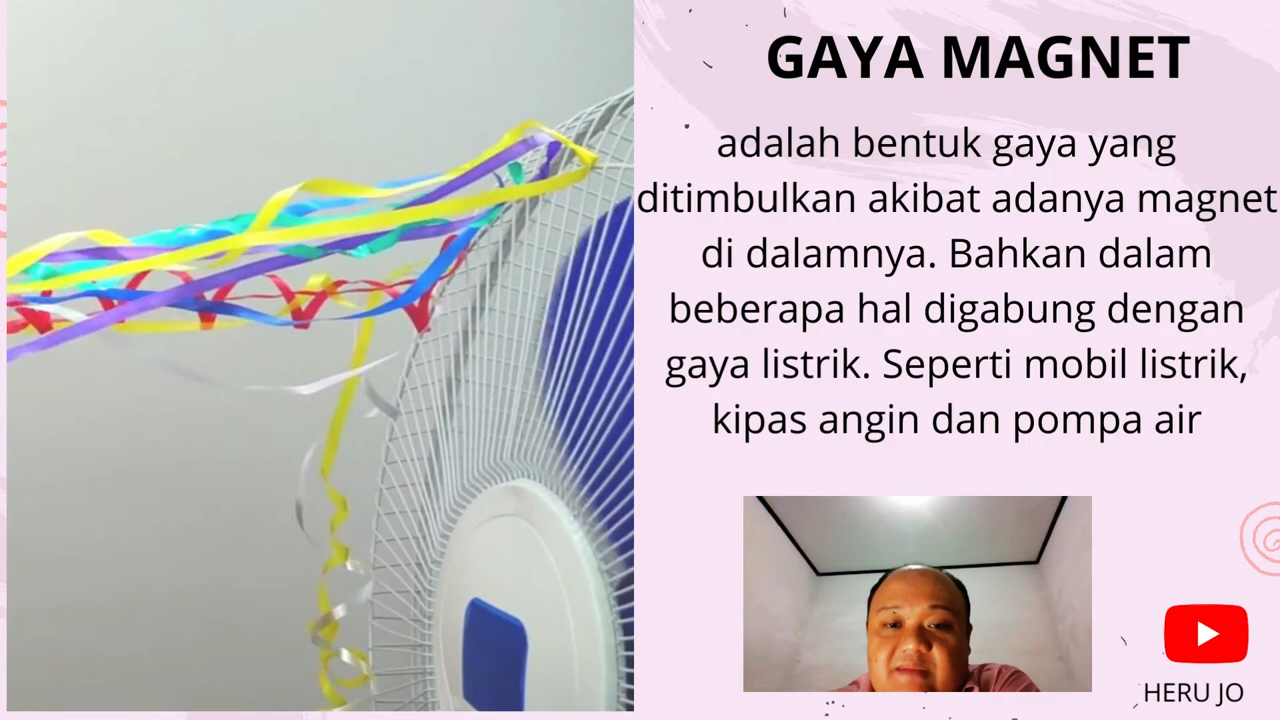 GAYA MAGNET
adalah bentuk gaya yang
ditimbulkan akibat adanya magnet
di dalamnya. Bahkan dalam
beberapa hal digabung dengan
gaya listrik. Seperti mobil listrik,
kipas angin dan pompa air
HERU JO